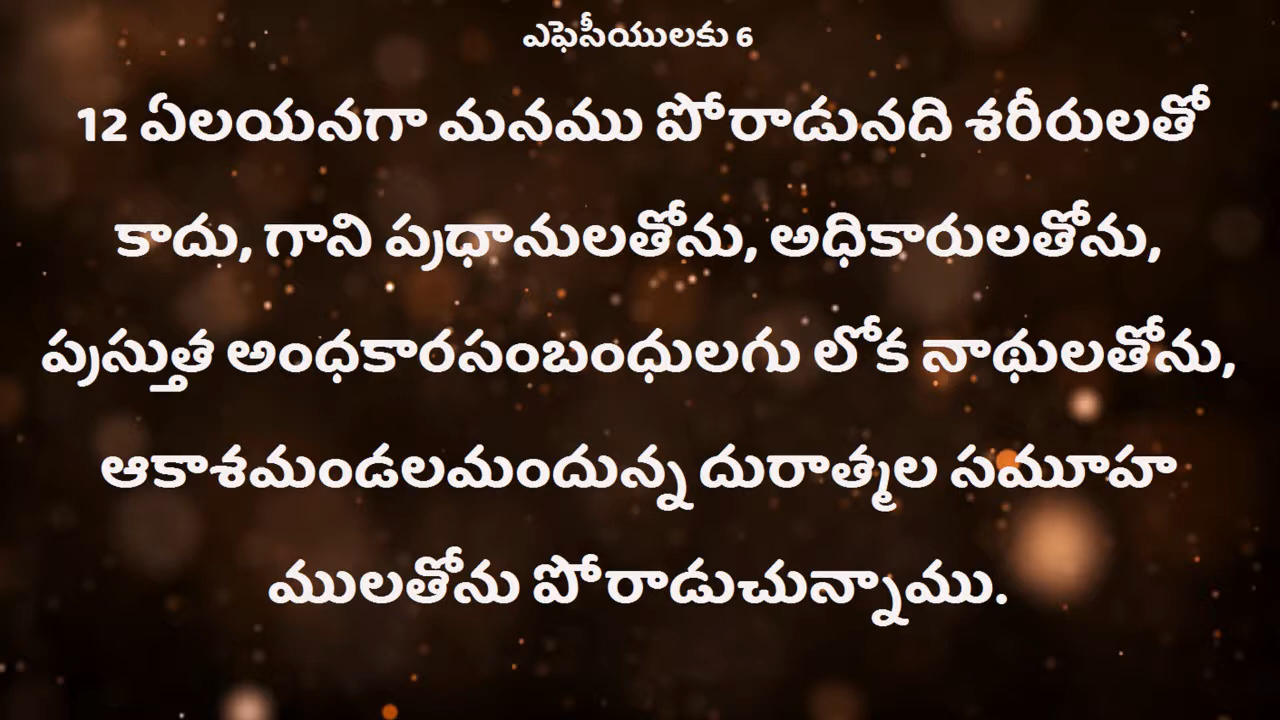 ఎఫెసీయులకు 6
12 ఏలయనగా మనము పోరాడునది శరీరులతో
కాదు, గాని ప్రధానులతోను, అధికారులతోను,
ప్రస్తుత అంధకారసంబంధులగు లోక నాథులతోను,
ఆకాశమండలమందున్న దురాత్మల సమూహ
ములతోను పోరాడుచున్నాము.